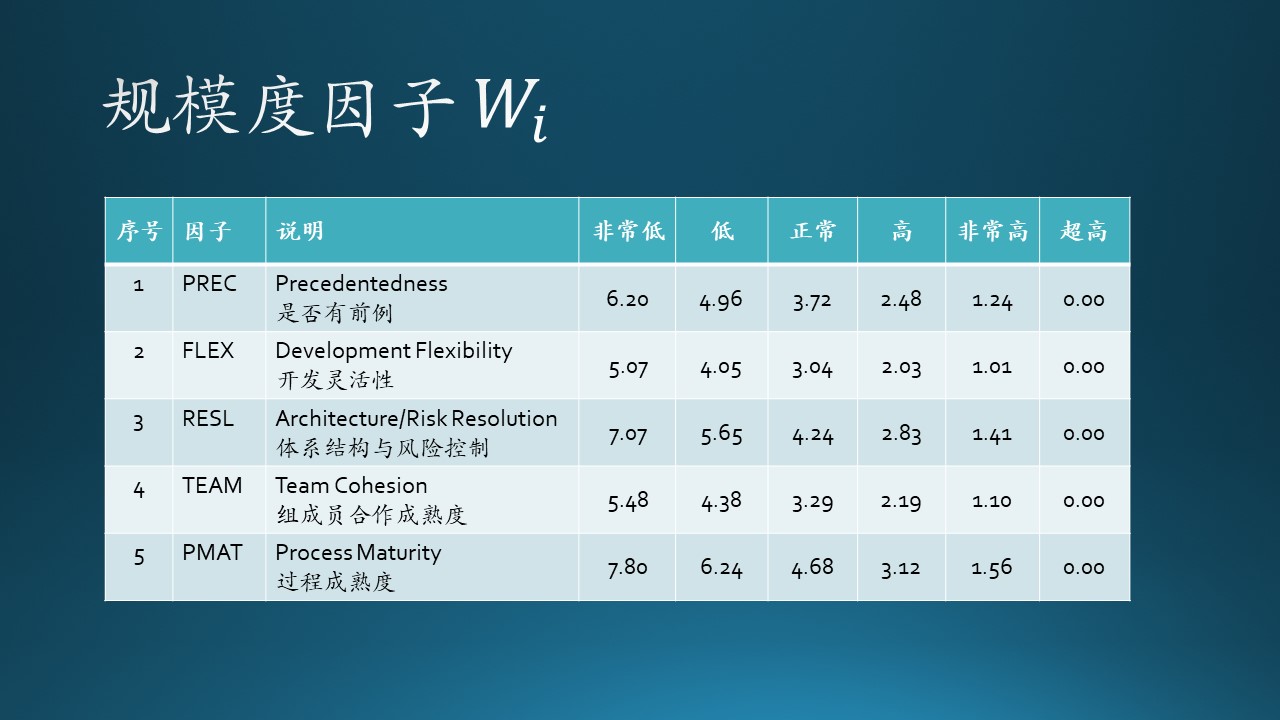 规模度因子 Wi
序号 因子 说明 非常低 低 正常 高 非常高 超高
1 PREC Precedentedness 6.20 4.96 3.72 2.48 1.24 0.00
是否有前例
2 FLEX Development Flexibility 5.07 4.05 3.04 2.03 1.01 0.00
开发灵活性
3 RESL Architecture/Risk Resolution 7.07 5.65 4.24 2.83 1.41 0.00
体系结构与风险控制
4 TEAM Team Cohesion 5.48 4.38 3.29 2.19 1.10 0.00
组成员合作成熟度
5 PMAT Process Maturity 7.80 6.24 4.68 3.12 1.56 0.00
过程成熟度